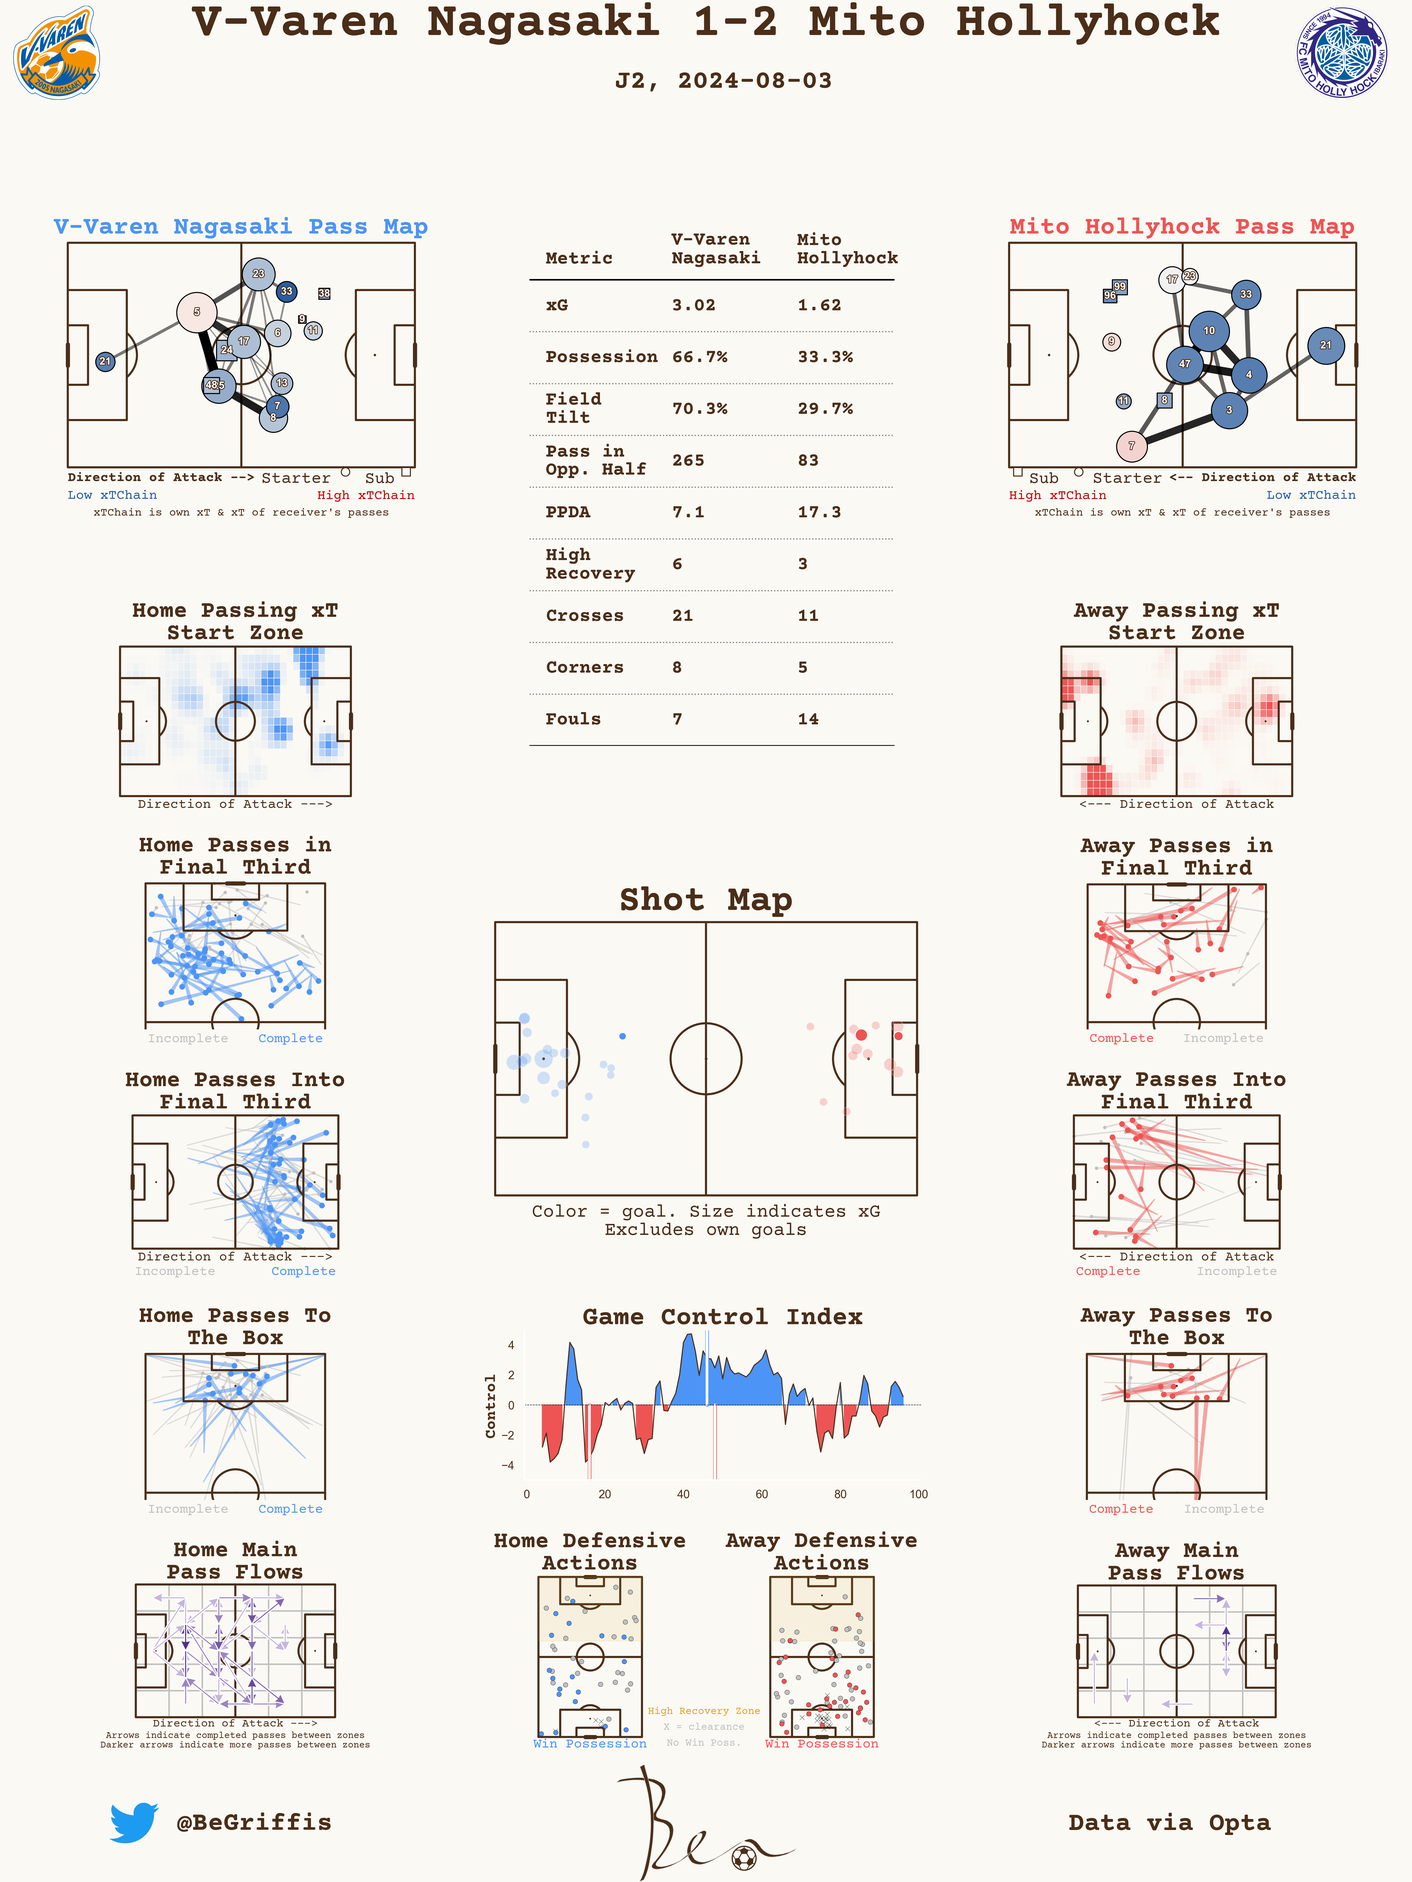 V-Varen Nagasaki 1-2 Mito Hollyhock
J2, 2024-08-03
V-VAREN
2005 NAGASAKI
SINCE 1994
FC MITO HOLLY HOCK
IBARAKI
V-Varen Nagasaki Pass Map
23
33
38
5
9
11
6
17
24
21
13
48
5
7
8
Direction of Attack --> Starter Sub
Low xTChain High xTChain
xTChain is own xT & xT of receiver's passes
Metric V-Varen Nagasaki Mito Hollyhock
xG 3.02 1.62
Possession 66.7% 33.3%
Field Tilt 70.3% 29.7%
Pass in Opp. Half 265 83
PPDA 7.1 17.3
High Recovery 6 3
Crosses 21 11
Corners 8 5
Fouls 7 14
Mito Hollyhock Pass Map
17
23
99
96
33
10
9
21
47
4
11
8
3
7
Sub Starter <-- Direction of Attack
High xTChain Low xTChain
xTChain is own xT & xT of receiver's passes
Home Passing xT
Start Zone
Direction of Attack --->
Away Passing xT
Start Zone
<--- Direction of Attack
Home Passes in
Final Third
Incomplete Complete
Away Passes in
Final Third
Complete Incomplete
Shot Map
Color = goal. Size indicates xG
Excludes own goals
Home Passes Into
Final Third
Direction of Attack --->
Incomplete Complete
Away Passes Into
Final Third
<--- Direction of Attack
Complete Incomplete
Home Passes To
The Box
Incomplete Complete
Game Control Index
Control
4
2
0
−2
−4
0 20 40 60 80 100
Away Passes To
The Box
Complete Incomplete
Home Main
Pass Flows
Direction of Attack --->
Arrows indicate completed passes between zones
Darker arrows indicate more passes between zones
Home Defensive
Actions
Win Possession
High Recovery Zone
X = clearance
No Win Poss.
Away Defensive
Actions
Win Possession
Away Main
Pass Flows
<--- Direction of Attack
Arrows indicate completed passes between zones
Darker arrows indicate more passes between zones
@BeGriffis
Ben
Data via Opta